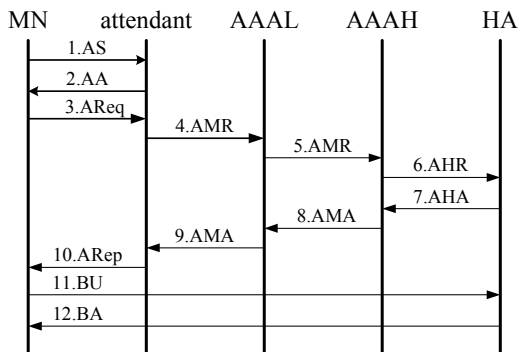 MN attendant AAAL AAAH HA
1.AS
2.AA
3.AReq
4.AMR
5.AMR
6.AHR
7.AHA
8.AMA
9.AMA
10.ARep
11.BU
12.BA